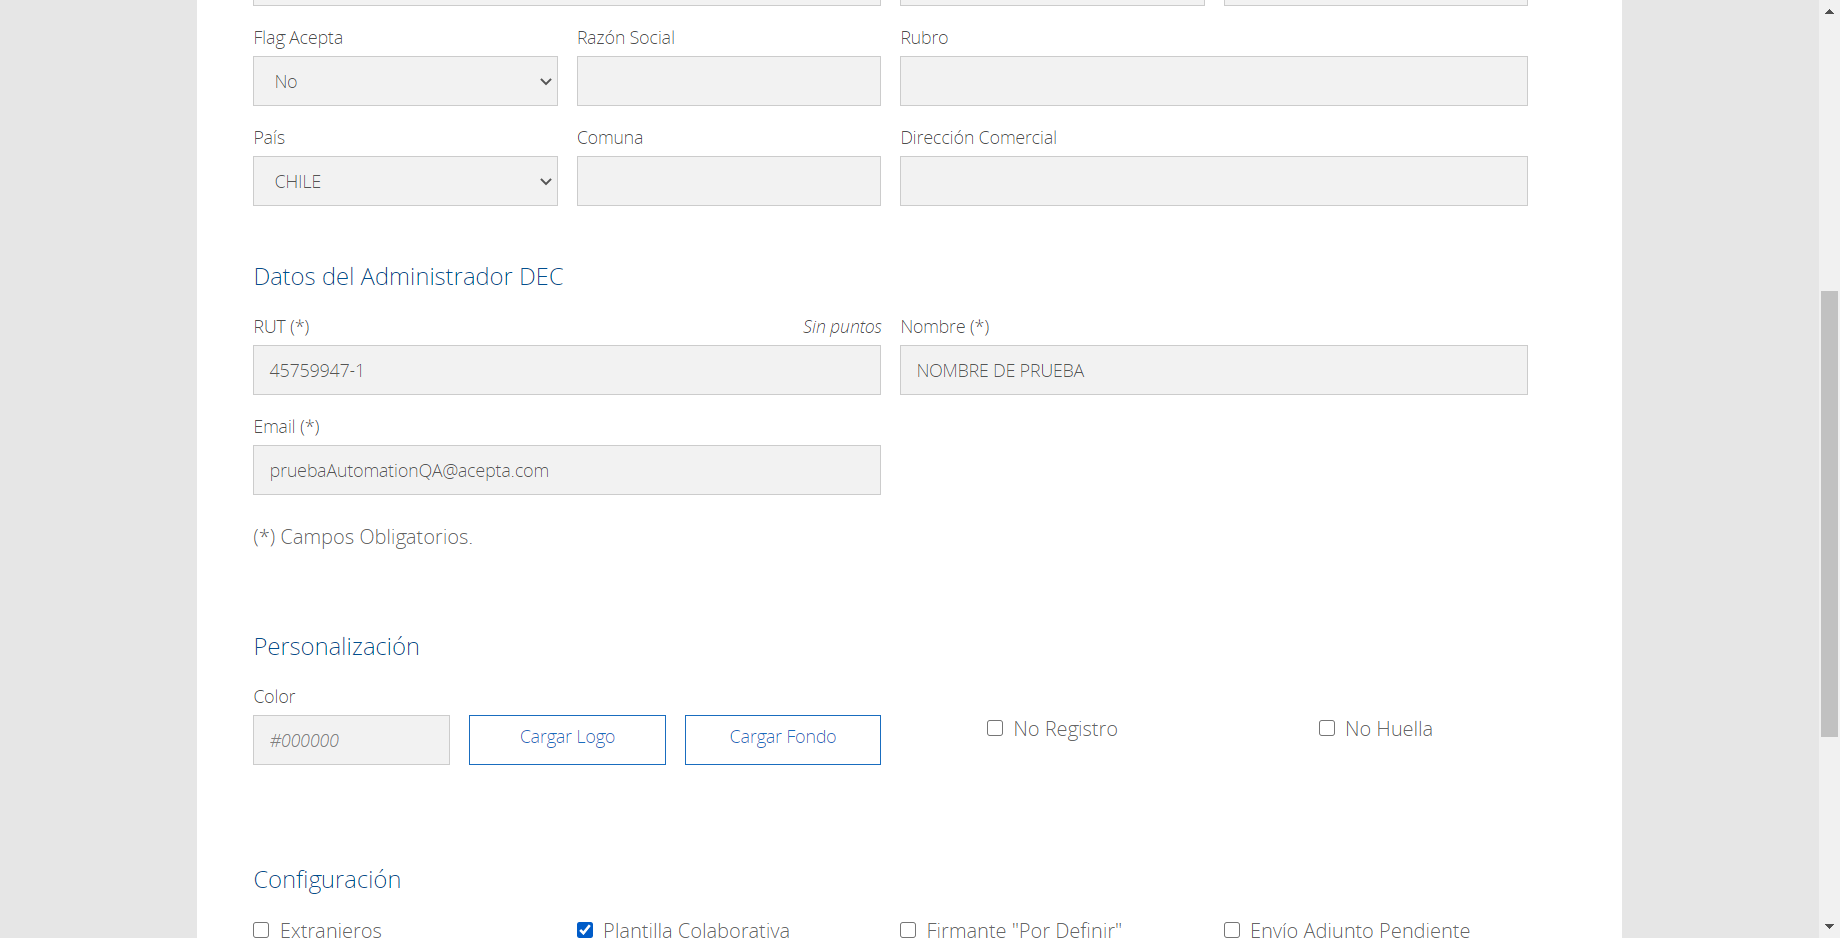 Flag Acepta Razón Social Rubro
No
País Comuna Dirección Comercial
CHILE
Datos del Administrador DEC
RUT (*) Sin puntos Nombre (*)
45759947-1 NOMBRE DE PRUEBA
Email (*)
pruebaAutomationQA@acepta.com
(*) Campos Obligatorios.
Personalización
Color
#000000 Cargar Logo Cargar Fondo No Registro No Huella
Configuración
Extranjeros Plantilla Colaborativa Firmante "Por Definir" Envío Adjunto Pendiente